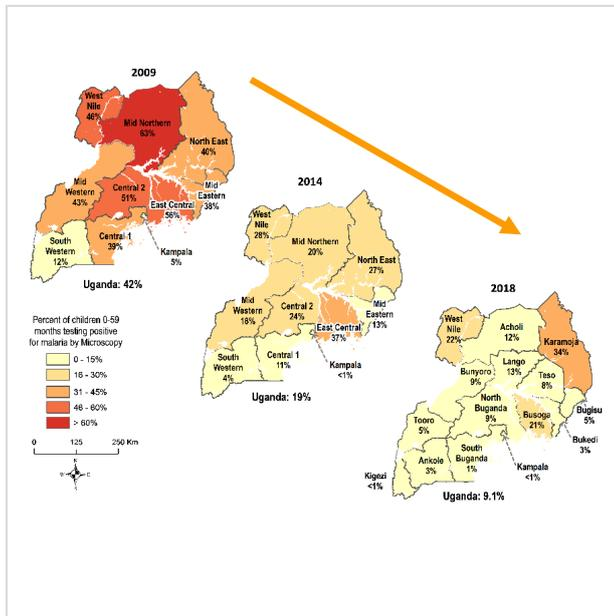 2009
West
Nile
46%
Mid Northern
63%
North East
40%
Mid
Western
43%
Central 2
51%
East Central
56%
Mid
Eastern
38%
South
Western
12%
Central 1
39%
Kampala
5%
Uganda: 42%
2014
West
Nile
28%
Mid Northern
20%
North East
27%
Mid
Western
18%
Central 2
24%
East Central
37%
Mid
Eastern
13%
South
Western
4%
Central 1
11%
Kampala
<1%
Uganda: 19%
2018
West
Nile
22%
Acholi
12%
Karamoja
34%
Lango
13%
Bunyoro
9%
Teso
8%
North
Buganda
9%
Busoga
21%
Bugisu
5%
Bukedi
3%
Tooro
5%
Ankole
3%
South
Buganda
1%
Kampala
<1%
Kigezi
<1%
Uganda: 9.1%
Percent of children 0-59
months testing positive
for malaria by Microscopy
0 - 15%
16 - 30%
31 - 45%
46 - 60%
> 60%
0 125 250 Km